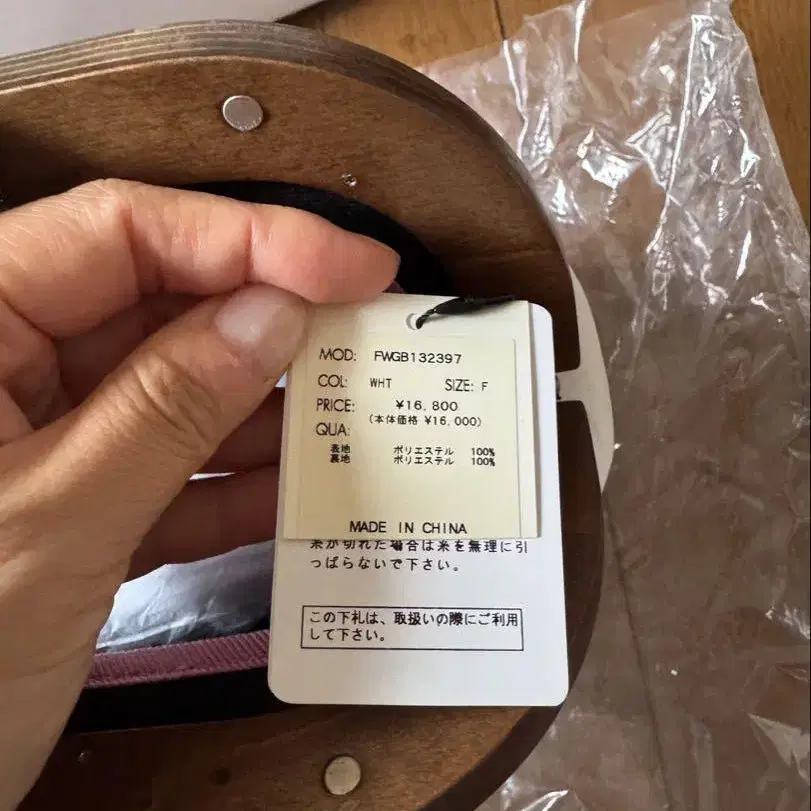 MOD: FWGB132397
COL: WHT SIZE: F
PRICE: ¥16,800
(本体価格 ¥16,000)
QUA:
表地 ポリエステル 100%
裏地 ポリエステル 100%
MADE IN CHINA
糸が切れた場合は糸を無理に引
っぱらないで下さい。
この下札は、取扱いの際にご利用
して下さい。